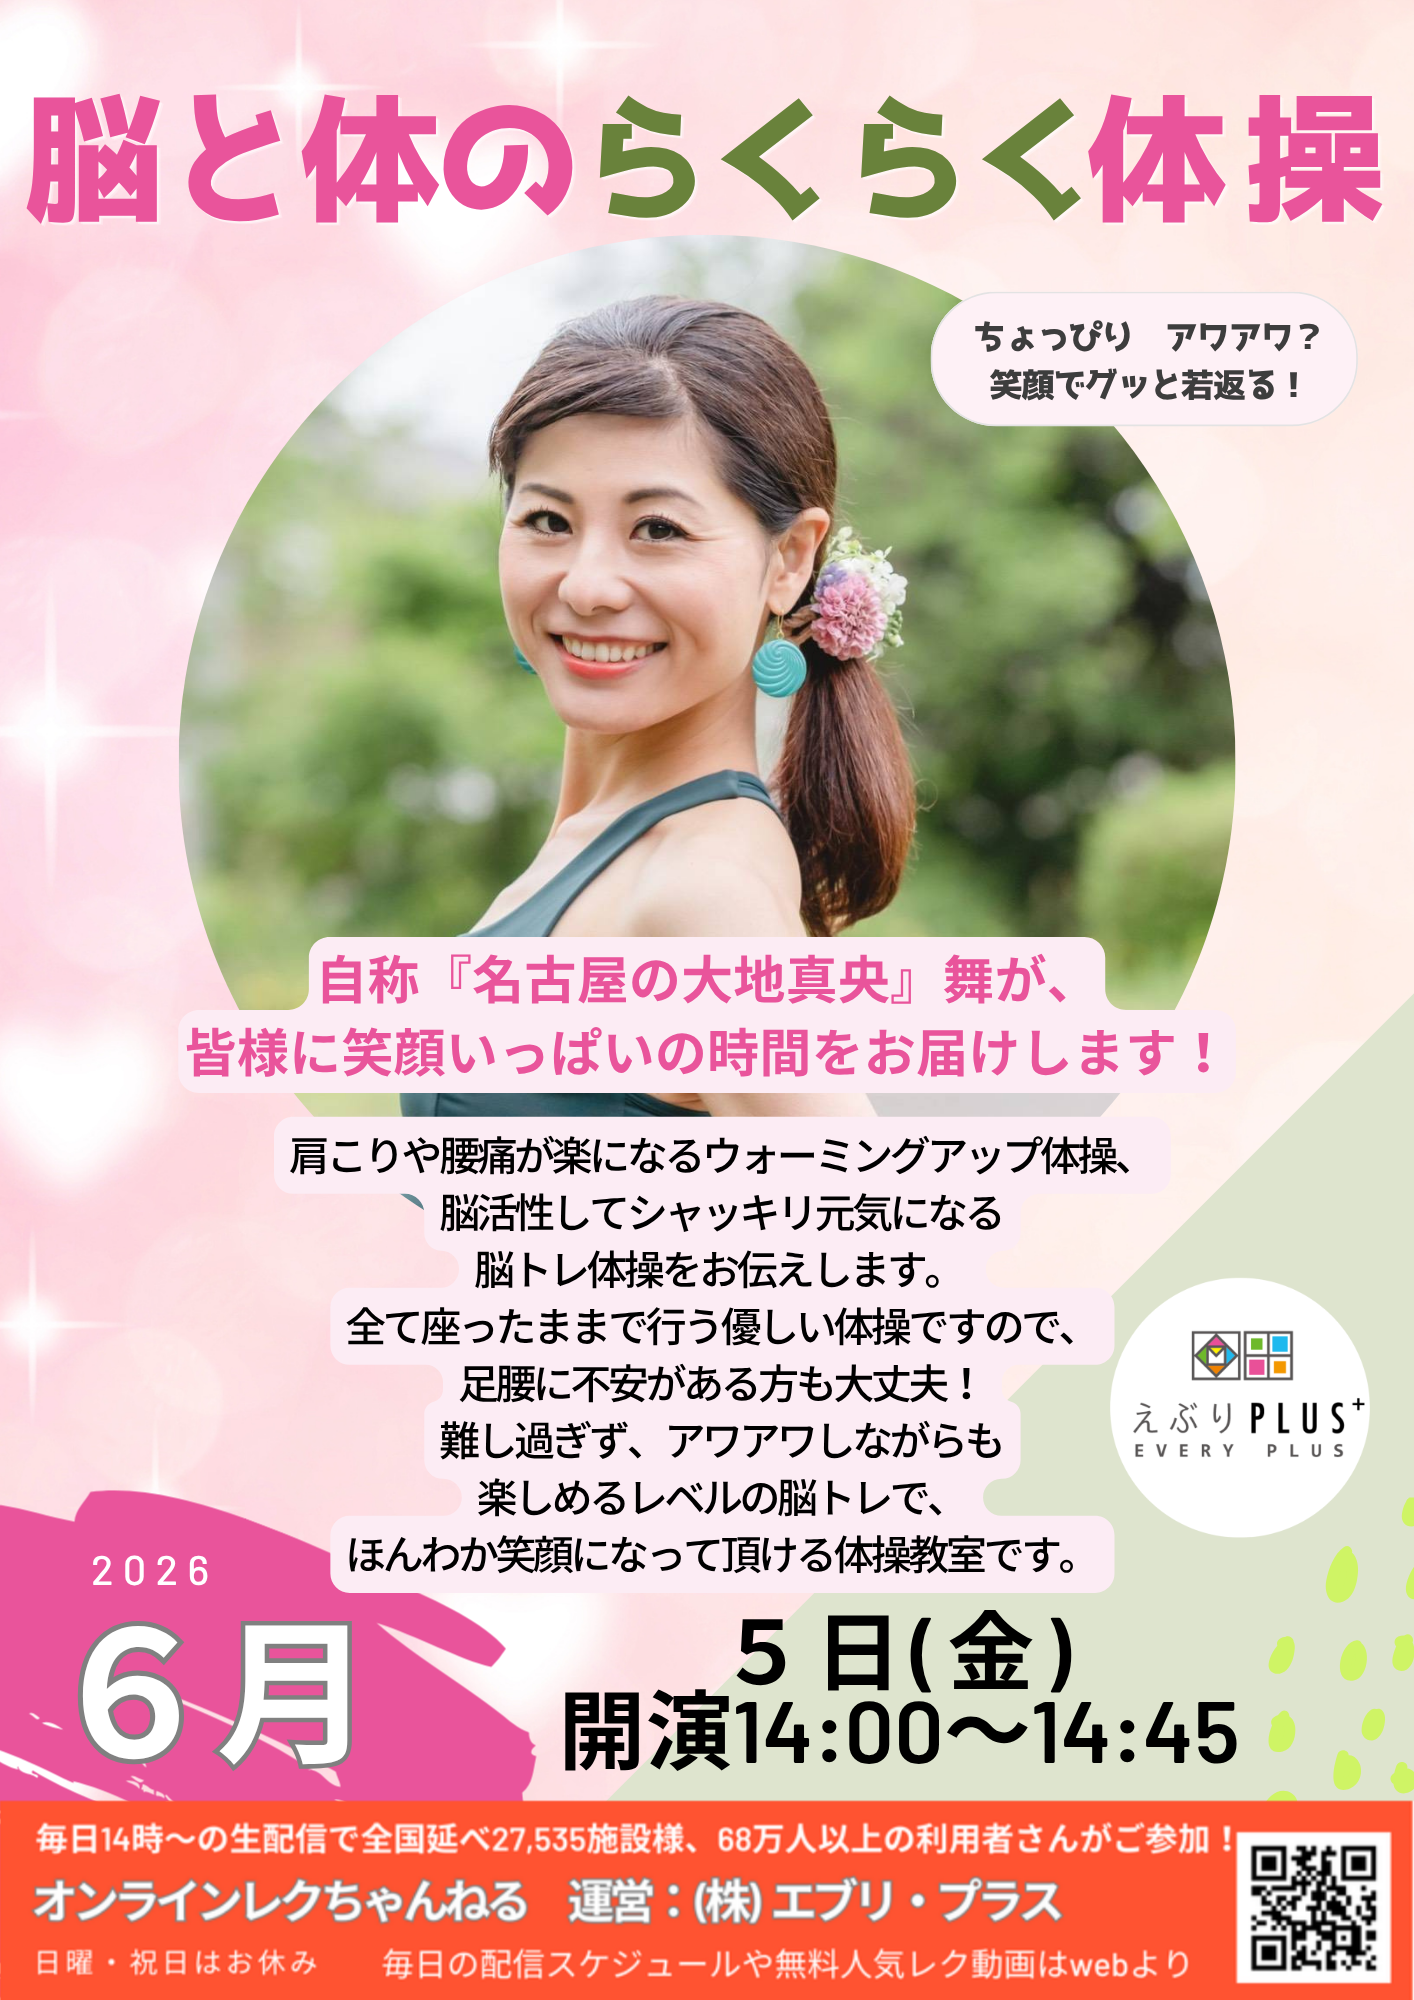 脳と体のらくらく体操
ちょっぴり　アワアワ？
笑顔でグッと若返る！
自称『名古屋の大地真央』舞が、
皆様に笑顔いっぱいの時間をお届けします！
肩こりや腰痛が楽になるウォーミングアップ体操、
脳活性してシャッキリ元気になる
脳トレ体操をお伝えします。
全て座ったままで行う優しい体操ですので、
足腰に不安がある方も大丈夫！
難し過ぎず、アワアワしながらも
楽しめるレベルの脳トレで、
ほんわか笑顔になって頂ける体操教室です。
えぶりPLUS+
EVERY PLUS
2026
6月
5日(金)
開演14:00〜14:45
毎日14時〜の生配信で全国延べ27,535施設様、68万人以上の利用者さんがご参加！
オンラインレクちゃんねる　運営：(株)エブリ・プラス
日曜・祝日はお休み　毎日の配信スケジュールや無料人気レク動画はwebより